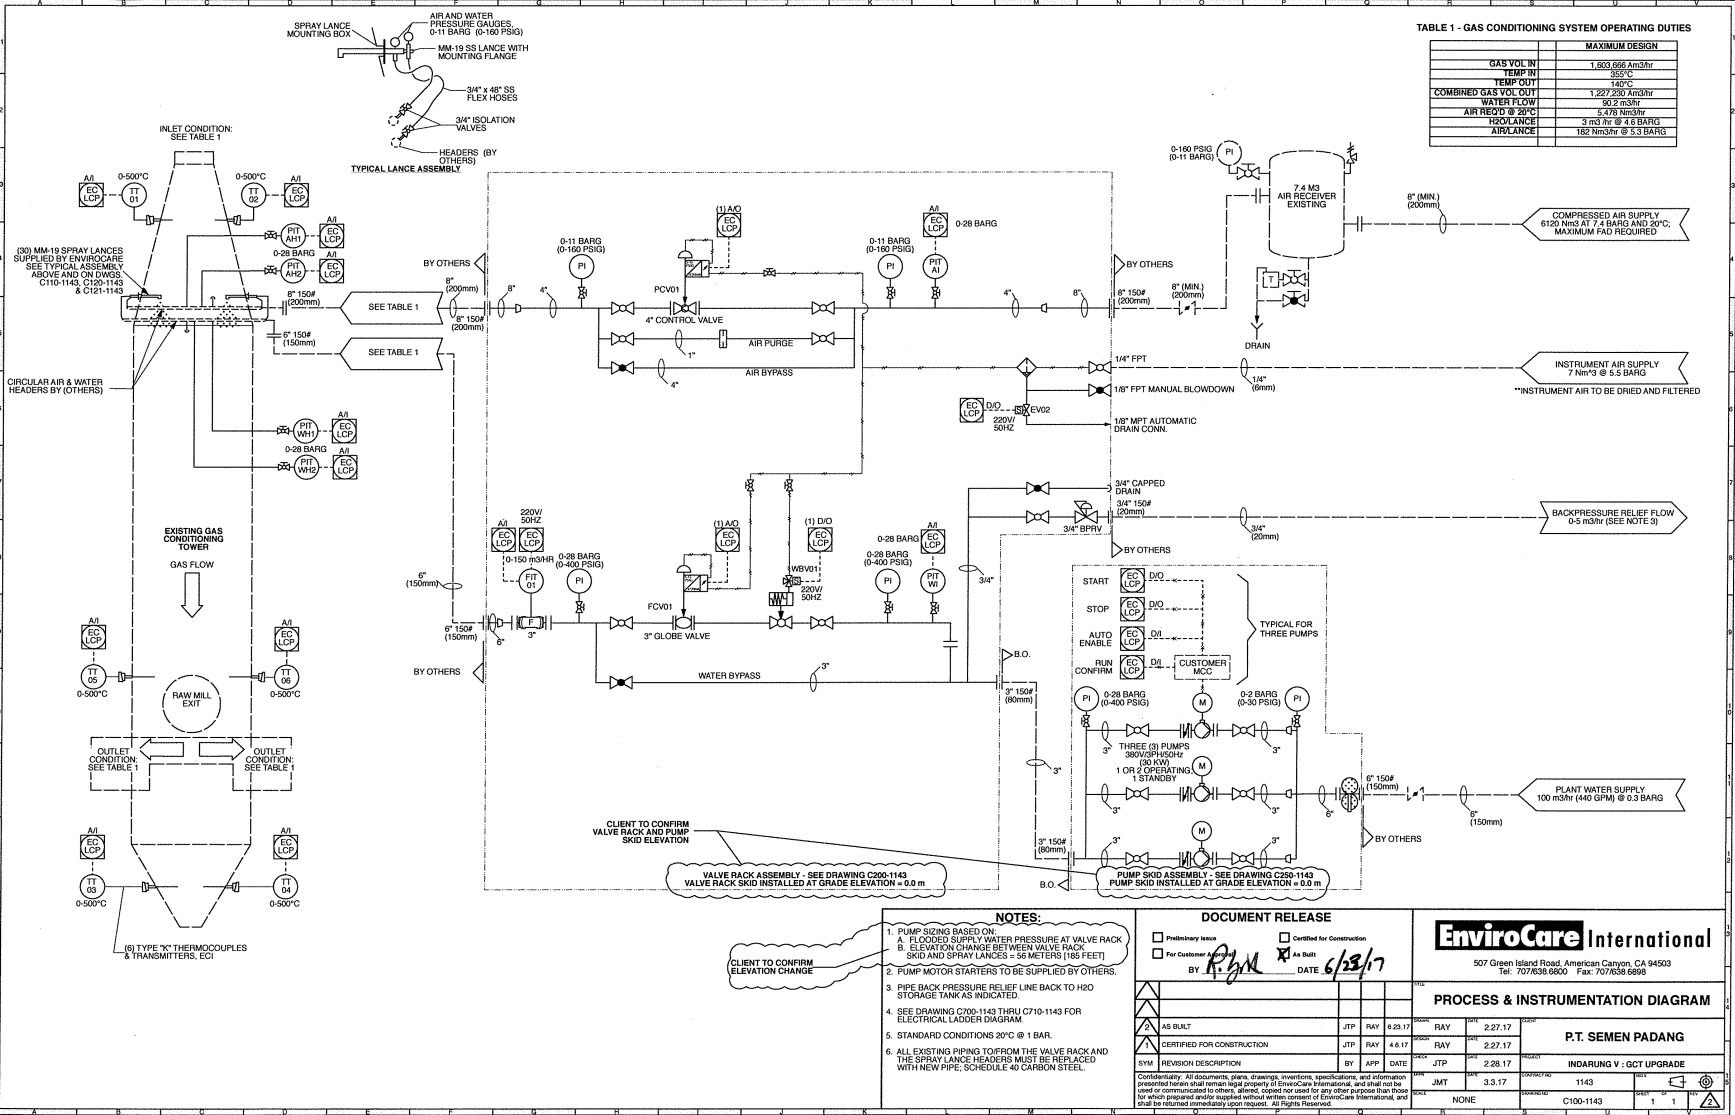 TABLE 1 - GAS CONDITIONING SYSTEM OPERATING DUTIES
MAXIMUM DESIGN
GAS VOL IN 1,603,666 Am3/hr
TEMP IN 355°C
TEMP OUT 140°C
COMBINED GAS VOL OUT 1,227,230 Am3/hr
WATER FLOW 90.2 m3/hr
AIR REQ'D @ 20°C 5,478 Nm3/hr
H2O/LANCE 3 m3 /hr @ 4.6 BARG
AIR/LANCE 182 Nm3/hr @ 5.3 BARG
SPRAY LANCE
MOUNTING BOX
AIR AND WATER
PRESSURE GAUGES,
0-11 BARG (0-160 PSIG)
MM-19 SS LANCE WITH
MOUNTING FLANGE
3/4" x 48" SS
FLEX HOSES
3/4" ISOLATION
VALVES
HEADERS (BY
OTHERS)
TYPICAL LANCE ASSEMBLY
INLET CONDITION:
SEE TABLE 1
A/I
EC
LCP
0-500°C
TT
01
0-500°C
TT
02
A/I
EC
LCP
PIT
AH1
A/I
EC
LCP
0-28 BARG
PIT
AH2
A/I
EC
LCP
(30) MM-19 SPRAY LANCES
SUPPLIED BY ENVIROCARE
SEE TYPICAL ASSEMBLY
ABOVE AND ON DWGS.
C110-1143, C120-1143
& C121-1143
8" 150#
(200mm)
6" 150#
(150mm)
SEE TABLE 1
SEE TABLE 1
CIRCULAR AIR & WATER
HEADERS BY (OTHERS)
PIT
WH1
A/I
EC
LCP
0-28 BARG
PIT
WH2
A/I
EC
LCP
EXISTING GAS
CONDITIONING
TOWER
GAS FLOW
A/I
EC
LCP
TT
05
0-500°C
A/I
EC
LCP
TT
06
0-500°C
RAW MILL
EXIT
OUTLET
CONDITION:
SEE TABLE 1
OUTLET
CONDITION:
SEE TABLE 1
A/I
EC
LCP
TT
03
0-500°C
A/I
EC
LCP
TT
04
0-500°C
(6) TYPE "K" THERMOCOUPLES
& TRANSMITTERS, ECI
BY OTHERS
8"
(200mm)
8" 150#
(200mm)
8"
4"
0-11 BARG
(0-160 PSIG)
PI
(1) A/O
EC
LCP
PCV01
4" CONTROL VALVE
1"
AIR PURGE
4"
AIR BYPASS
0-11 BARG
(0-160 PSIG)
PI
A/I
EC
LCP
0-28 BARG
PIT
AI
4"
8"
BY OTHERS
8" 150#
(200mm)
8" (MIN.)
(200mm)
0-160 PSIG
(0-11 BARG)
PI
7.4 M3
AIR RECEIVER
EXISTING
T
DRAIN
8" (MIN.)
(200mm)
COMPRESSED AIR SUPPLY
6120 Nm3 AT 7.4 BARG AND 20°C;
MAXIMUM FAD REQUIRED
1/4" FPT
1/8" FPT MANUAL BLOWDOWN
EC
LCP
D/O
S
EV02
220V/
50HZ
1/8" MPT AUTOMATIC
DRAIN CONN.
1/4"
(6mm)
INSTRUMENT AIR SUPPLY
7 Nm^3 @ 5.5 BARG
**INSTRUMENT AIR TO BE DRIED AND FILTERED
3/4" CAPPED
DRAIN
3/4" 150#
(20mm)
3/4" BPRV
BY OTHERS
3/4"
(20mm)
BACKPRESSURE RELIEF FLOW
0-5 m3/hr (SEE NOTE 3)
6"
(150mm)
6" 150#
(150mm)
BY OTHERS
6"
A/I
EC
LCP
220V/
50HZ
EC
LCP
0-150 m3/HR
FIT
01
F
3"
0-28 BARG
(0-400 PSIG)
PI
(1) A/O
EC
LCP
FCV01
3" GLOBE VALVE
(1) D/O
EC
LCP
WBV01
S
220V/
50HZ
WATER BYPASS
3"
0-28 BARG
A/I
EC
LCP
0-28 BARG
(0-400 PSIG)
PI
PIT
WI
3/4"
B.O.
3" 150#
(80mm)
3"
3" 150#
(80mm)
B.O.
START
EC
LCP
D/O
STOP
EC
LCP
D/O
AUTO
ENABLE
EC
LCP
D/I
RUN
CONFIRM
EC
LCP
D/I
CUSTOMER
MCC
TYPICAL FOR
THREE PUMPS
PI
0-28 BARG
(0-400 PSIG)
M
0-2 BARG
(0-30 PSIG)
PI
3"
3"
THREE (3) PUMPS
380V/3PH/50Hz
(30 KW)
1 OR 2 OPERATING,
1 STANDBY
M
3"
3"
M
3"
3"
6"
6" 150#
(150mm)
BY OTHERS
6"
(150mm)
PLANT WATER SUPPLY
100 m3/hr (440 GPM) @ 0.3 BARG
CLIENT TO CONFIRM
VALVE RACK AND PUMP
SKID ELEVATION
VALVE RACK ASSEMBLY - SEE DRAWING C200-1143
VALVE RACK SKID INSTALLED AT GRADE ELEVATION = 0.0 m
PUMP SKID ASSEMBLY - SEE DRAWING C250-1143
PUMP SKID INSTALLED AT GRADE ELEVATION = 0.0 m
CLIENT TO CONFIRM
ELEVATION CHANGE
NOTES:
1. PUMP SIZING BASED ON:
A. FLOODED SUPPLY WATER PRESSURE AT VALVE RACK
B. ELEVATION CHANGE BETWEEN VALVE RACK
SKID AND SPRAY LANCES = 56 METERS [185 FEET]
2. PUMP MOTOR STARTERS TO BE SUPPLIED BY OTHERS.
3. PIPE BACK PRESSURE RELIEF LINE BACK TO H2O
STORAGE TANK AS INDICATED.
4. SEE DRAWING C700-1143 THRU C710-1143 FOR
ELECTRICAL LADDER DIAGRAM.
5. STANDARD CONDITIONS 20°C @ 1 BAR.
6. ALL EXISTING PIPING TO/FROM THE VALVE RACK AND
THE SPRAY LANCE HEADERS MUST BE REPLACED
WITH NEW PIPE; SCHEDULE 40 CARBON STEEL.
DOCUMENT RELEASE
Preliminary Issue
Certified for Construction
For Customer Approval
As Built
BY DATE 6/23/17
2 AS BUILT JTP RAY 6.23.17
1 CERTIFIED FOR CONSTRUCTION JTP RAY 4.6.17
SYM REVISION DESCRIPTION BY APP DATE
Confidentiality: All documents, plans, drawings, inventions, specifications, and information
presented herein shall remain legal property of EnviroCare International, and shall not be
used or communicated to others, altered, copied nor used for any other purpose than those
for which prepared and/or supplied without written consent of EnviroCare International, and
shall be returned immediately upon request. All Rights Reserved.
EnviroCare International
507 Green Island Road, American Canyon, CA 94503
Tel: 707/638.6800 Fax: 707/638.6898
TITLE
PROCESS & INSTRUMENTATION DIAGRAM
DRAWN RAY DATE 2.27.17
CLIENT
P.T. SEMEN PADANG
DESIGN RAY DATE 2.27.17
CHECK JTP DATE 2.28.17
PROJECT
INDARUNG V : GCT UPGRADE
APPR JMT DATE 3.3.17
CONTRACT NO. 1143
SCALE NONE
DRAWING NO. C100-1143
SHEET 1 OF 1
REV 2